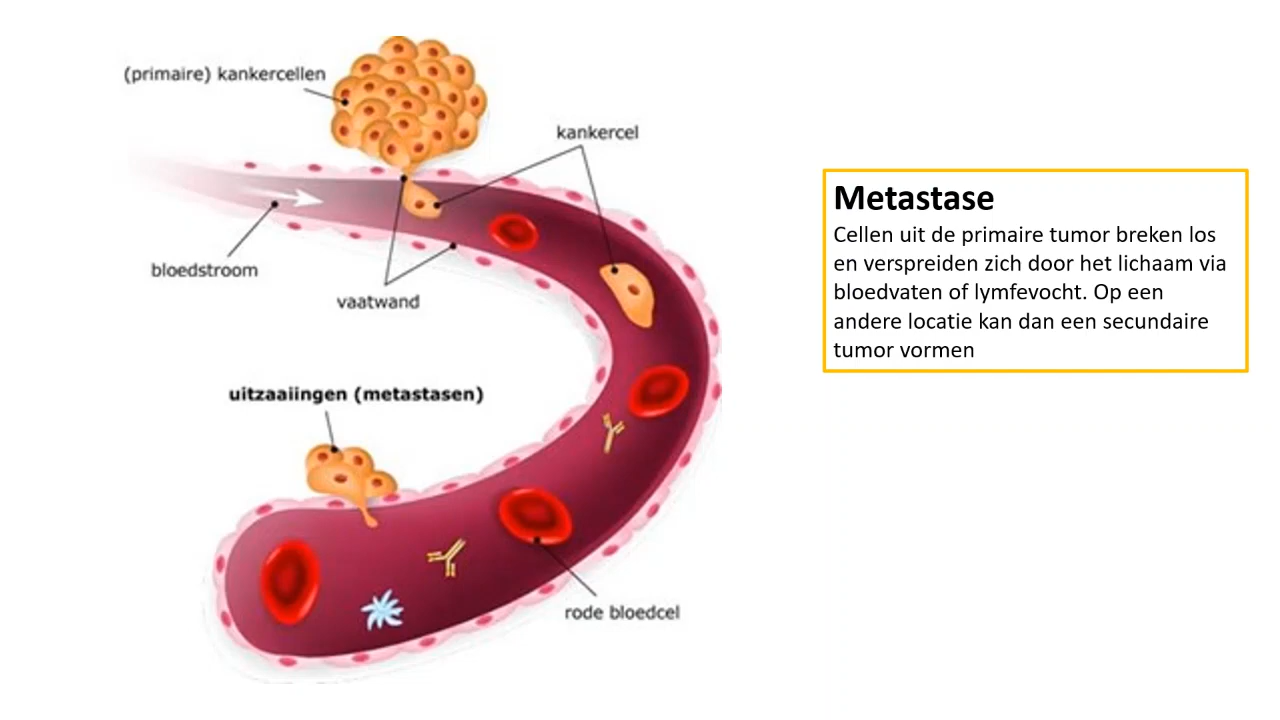 (primaire) kankercellen
kankercel
bloedstroom
vaatwand
uitzaaiingen (metastasen)
rode bloedcel
Metastase
Cellen uit de primaire tumor breken los
en verspreiden zich door het lichaam via
bloedvaten of lymfevocht. Op een
andere locatie kan dan een secundaire
tumor vormen